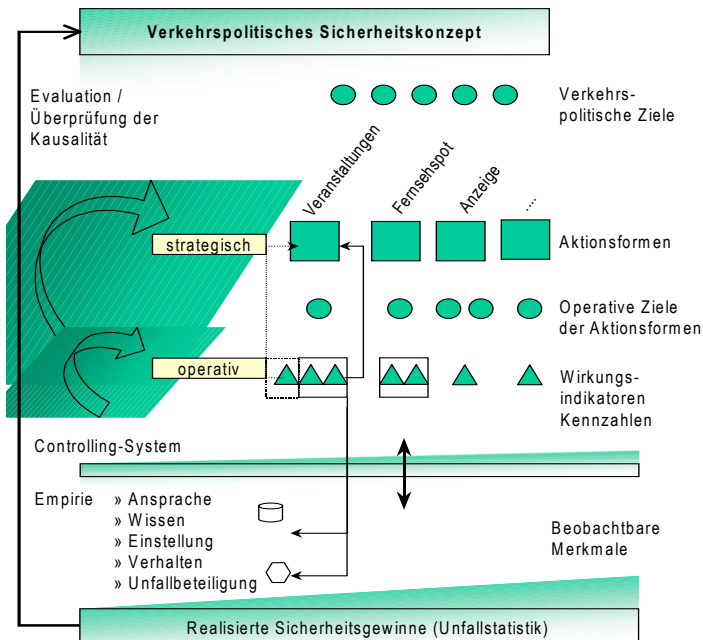 Verkehrspolitisches Sicherheitskonzept
Evaluation /
Überprüfung der
Kausalität
Verkehrs-
politische Ziele
Veranstaltungen
Fernsehspot
Anzeige
....
strategisch
Aktionsformen
Operative Ziele
der Aktionsformen
operativ
Wirkungs-
indikatoren
Kennzahlen
Controlling-System
Empirie
» Ansprache
» Wissen
» Einstellung
» Verhalten
» Unfallbeteiligung
Beobachtbare
Merkmale
Realisierte Sicherheitsgewinne (Unfallstatistik)